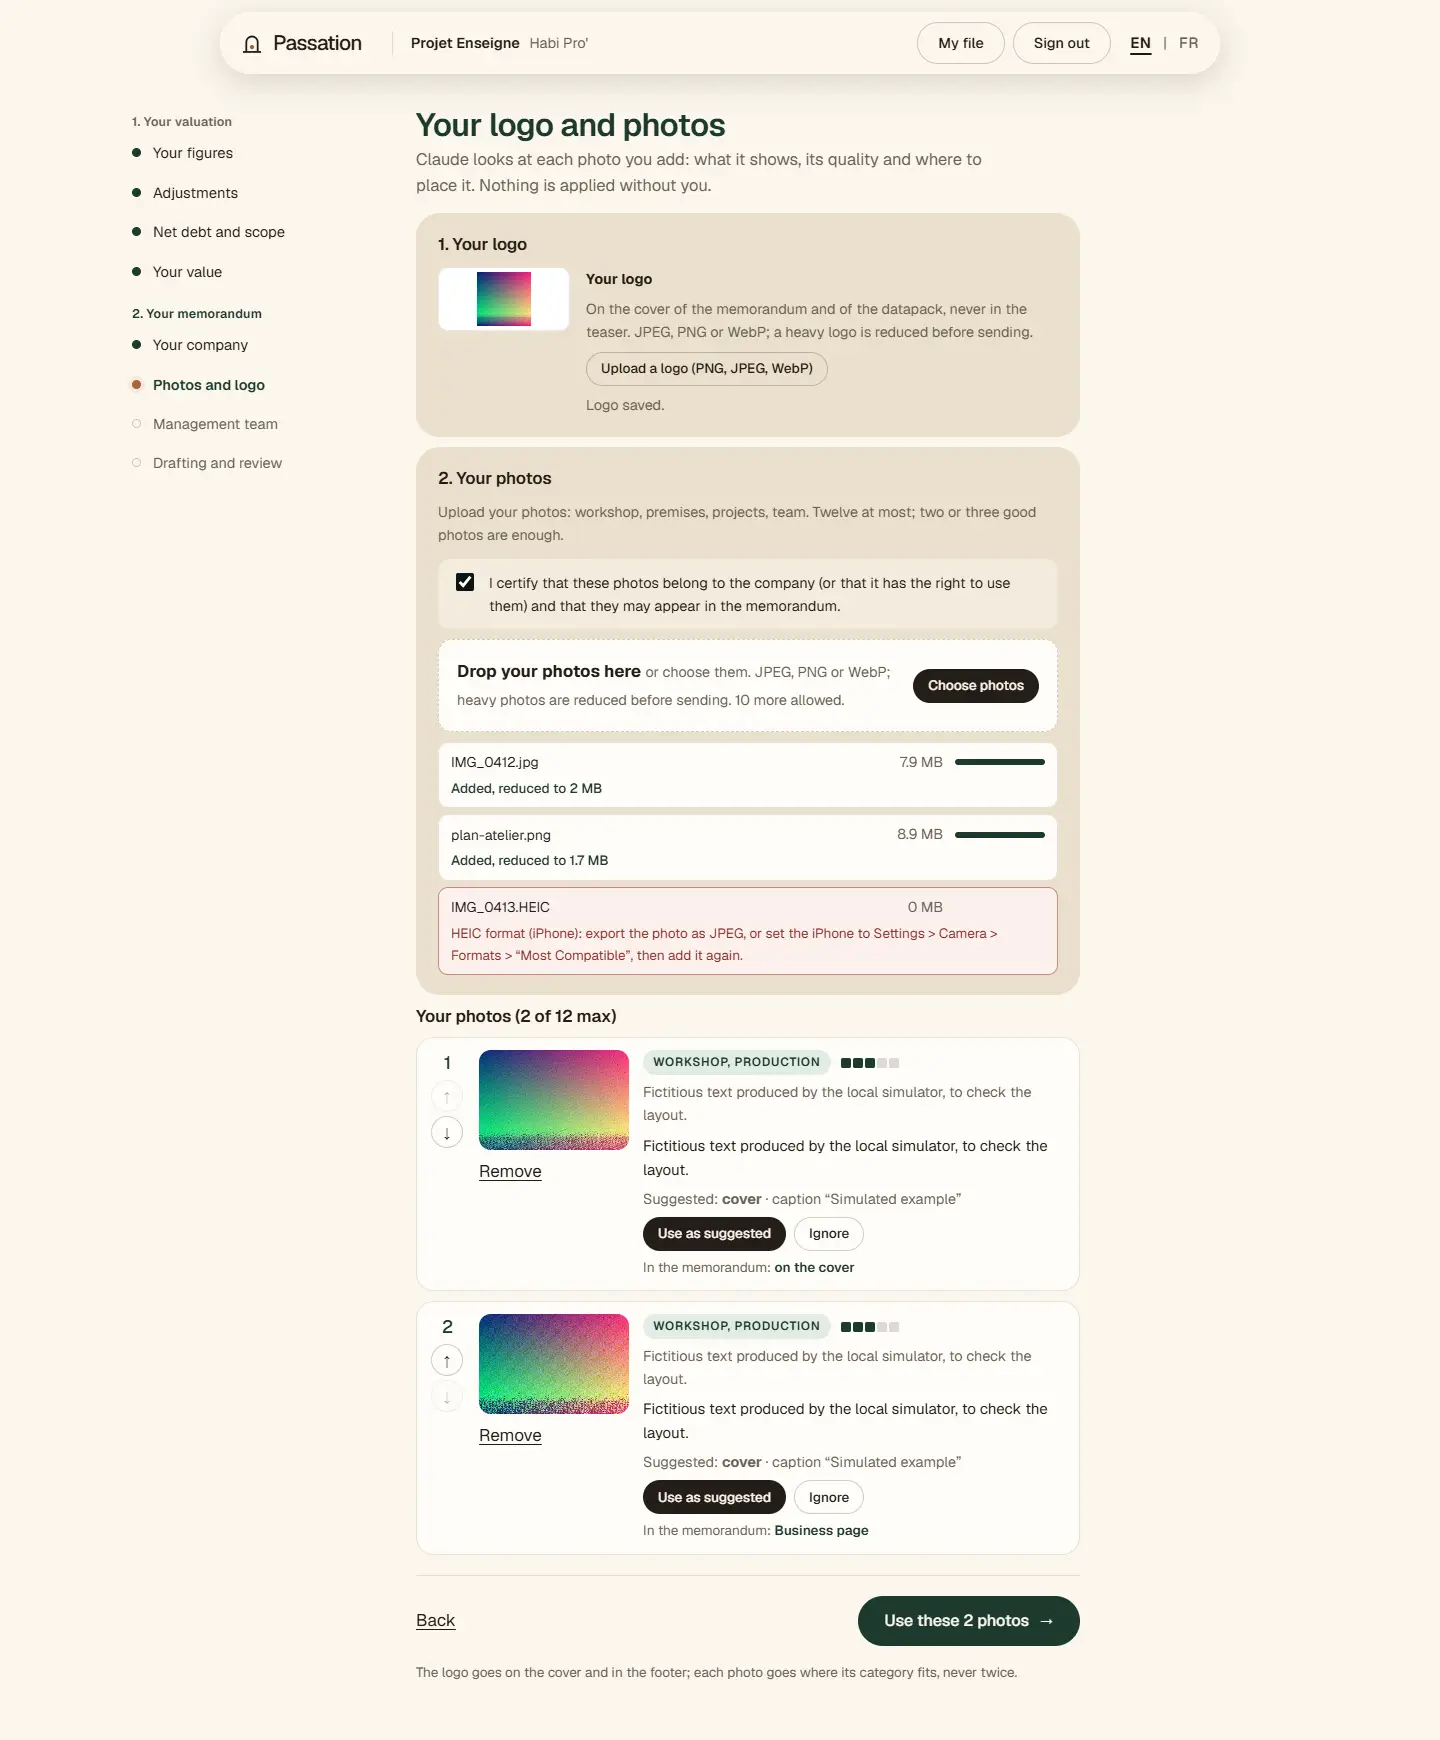 Passation
Projet Enseigne Habi Pro'
My file
Sign out
EN | FR
1. Your valuation
Your figures
Adjustments
Net debt and scope
Your value
2. Your memorandum
Your company
Photos and logo
Management team
Drafting and review
Your logo and photos
Claude looks at each photo you add: what it shows, its quality and where to
place it. Nothing is applied without you.
1. Your logo
Your logo
On the cover of the memorandum and of the datapack, never in the
teaser. JPEG, PNG or WebP; a heavy logo is reduced before sending.
Upload a logo (PNG, JPEG, WebP)
Logo saved.
2. Your photos
Upload your photos: workshop, premises, projects, team. Twelve at most; two or three good
photos are enough.
I certify that these photos belong to the company (or that it has the right to use
them) and that they may appear in the memorandum.
Drop your photos here or choose them. JPEG, PNG or WebP;
heavy photos are reduced before sending. 10 more allowed.
Choose photos
IMG_0412.jpg 7.9 MB
Added, reduced to 2 MB
plan-atelier.png 8.9 MB
Added, reduced to 1.7 MB
IMG_0413.HEIC 0 MB
HEIC format (iPhone): export the photo as JPEG, or set the iPhone to Settings > Camera >
Formats > “Most Compatible”, then add it again.
Your photos (2 of 12 max)
1
↑
↓
Remove
WORKSHOP, PRODUCTION
Fictitious text produced by the local simulator, to check the
layout.
Fictitious text produced by the local simulator, to check the
layout.
Suggested: cover · caption “Simulated example”
Use as suggested
Ignore
In the memorandum: on the cover
2
↑
↓
Remove
WORKSHOP, PRODUCTION
Fictitious text produced by the local simulator, to check the
layout.
Fictitious text produced by the local simulator, to check the
layout.
Suggested: cover · caption “Simulated example”
Use as suggested
Ignore
In the memorandum: Business page
Back
Use these 2 photos →
The logo goes on the cover and in the footer; each photo goes where its category fits, never twice.